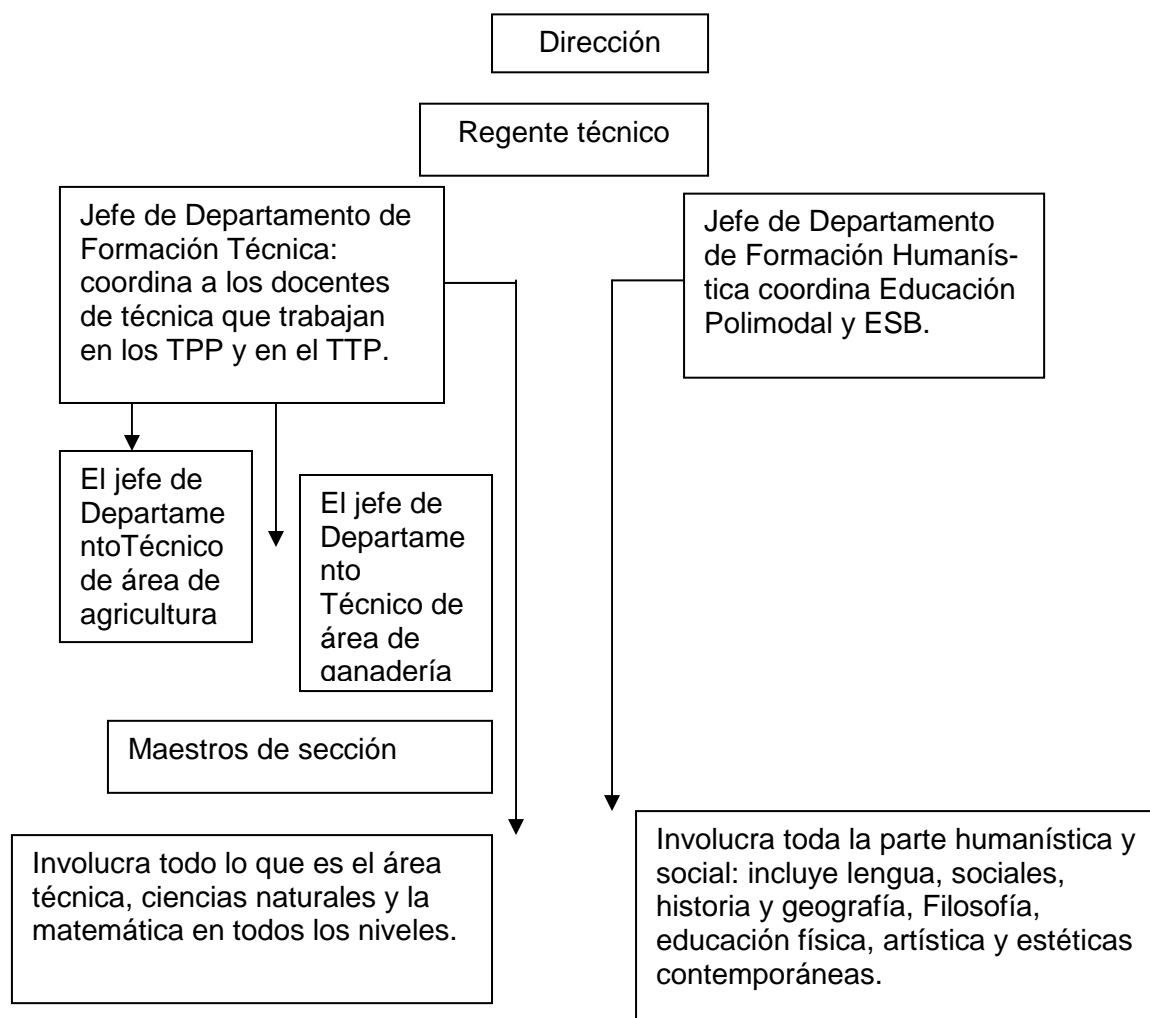 Dirección
Regente técnico
Jefe de Departamento de
Formación Técnica:
coordina a los docentes
de técnica que trabajan
en los TPP y en el TTP.
Jefe de Departamento
de Formación Humanís-
tica coordina Educación
Polimodal y ESB.
El jefe de
Departame
ntoTécnico
de área de
agricultura
El jefe de
Departame
nto
Técnico de
área de
ganadería
Maestros de sección
Involucra todo lo que es el área
técnica, ciencias naturales y la
matemática en todos los niveles.
Involucra toda la parte humanística y
social: incluye lengua, sociales,
historia y geografía, Filosofía,
educación física, artística y estéticas
contemporáneas.